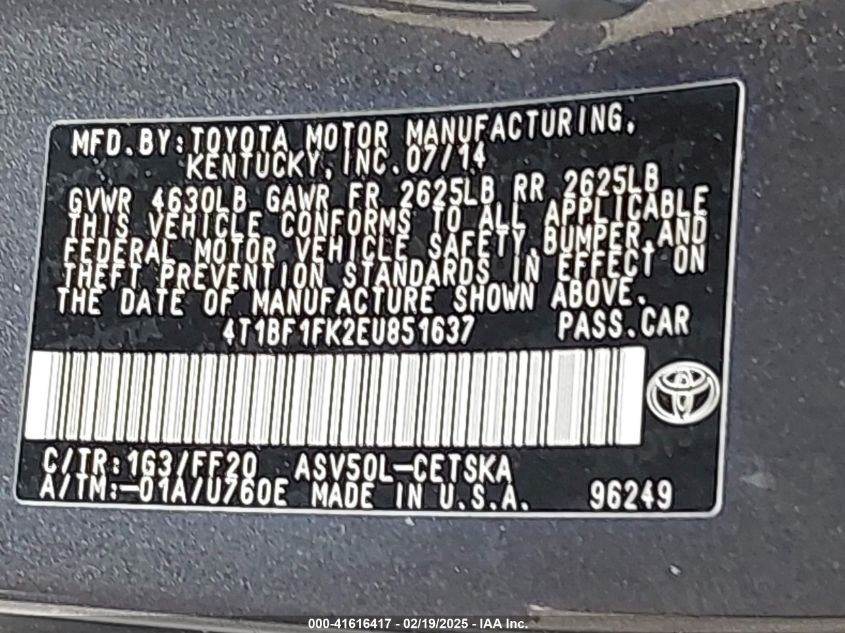 MFD.BY:TOYOTA MOTOR MANUFACTURING,
KENTUCKY,INC.07/14
GVWR 4630LB GAWR FR 2625LB RR 2625LB
THIS VEHICLE CONFORMS TO ALL APPLICABLE
FEDERAL MOTOR VEHICLE SAFETY,BUMPER,AND
THEFT PREVENTION STANDARDS IN EFFECT ON
THE DATE OF MANUFACTURE SHOWN ABOVE.
4T1BF1FK2EU851637 PASS.CAR
C/TR:1G3/FF20 ASV50L-CETSKA
A/TM:-01A/U760E MADE IN U.S.A. 96249
000-41616417 - 02/19/2025 - IAA Inc.